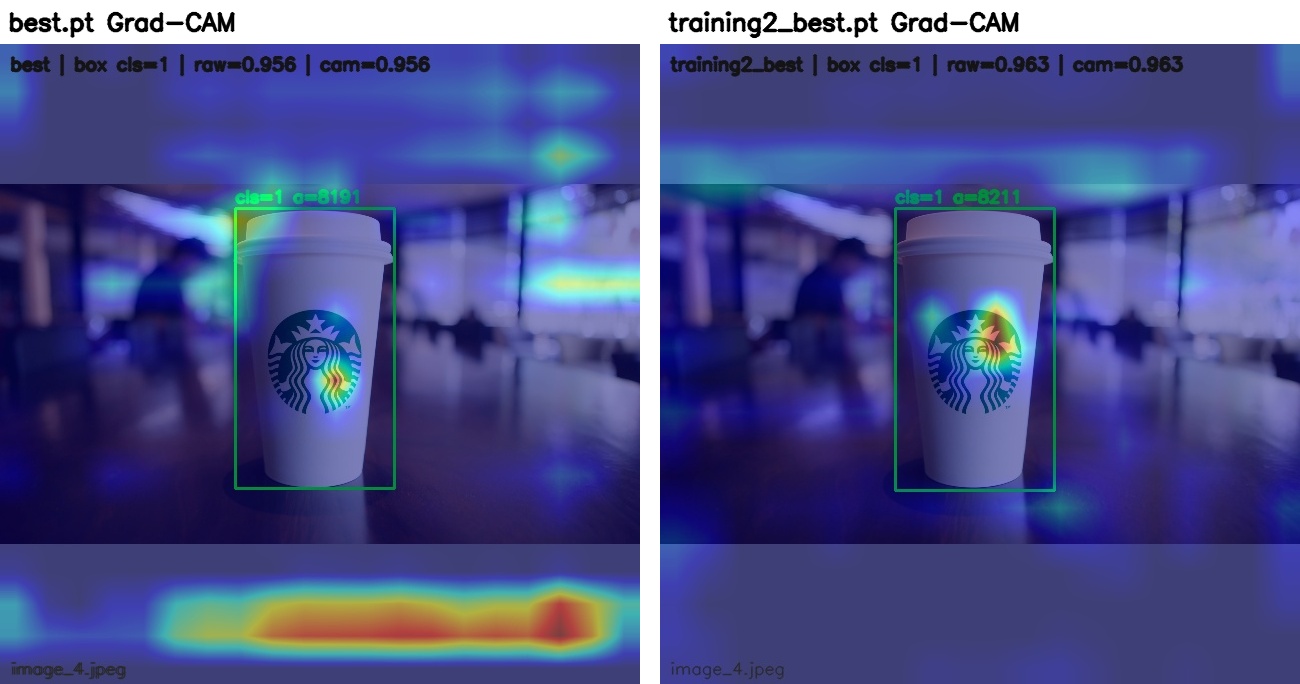 best.pt Grad-CAM
best | box cls=1 | raw=0.956 | cam=0.956
cls=1 a=8191
image_4.jpeg
training2_best.pt Grad-CAM
training2_best | box cls=1 | raw=0.963 | cam=0.963
cls=1 a=8211
image_4.jpeg